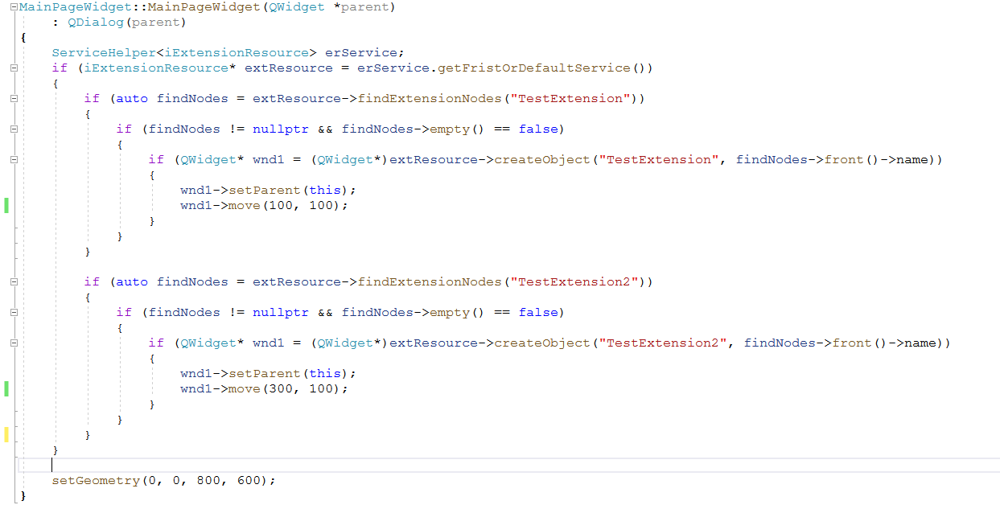 MainPageWidget::MainPageWidget(QWidget *parent)
    : QDialog(parent)
{
    ServiceHelper<iExtensionResource> erService;
    if (iExtensionResource* extResource = erService.getFristOrDefaultService())
    {
        if (auto findNodes = extResource->findExtensionNodes("TestExtension"))
        {
            if (findNodes != nullptr && findNodes->empty() == false)
            {
                if (QWidget* wnd1 = (QWidget*)extResource->createObject("TestExtension", findNodes->front()->name))
                {
                    wnd1->setParent(this);
                    wnd1->move(100, 100);
                }
            }
        }

        if (auto findNodes = extResource->findExtensionNodes("TestExtension2"))
        {
            if (findNodes != nullptr && findNodes->empty() == false)
            {
                if (QWidget* wnd1 = (QWidget*)extResource->createObject("TestExtension2", findNodes->front()->name))
                {
                    wnd1->setParent(this);
                    wnd1->move(300, 100);
                }
            }
        }
    }

    setGeometry(0, 0, 800, 600);
}